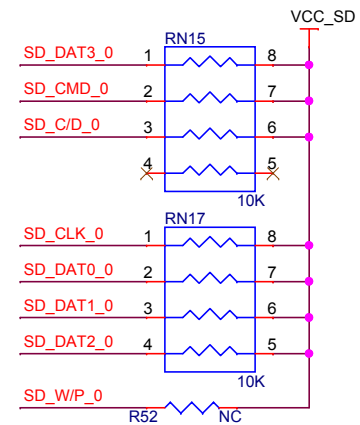 VCC_SD
RN15
SD_DAT3_0 1 8
SD_CMD_0 2 7
SD_C/D_0 3 6
4 5
10K
RN17
SD_CLK_0 1 8
SD_DAT0_0 2 7
SD_DAT1_0 3 6
SD_DAT2_0 4 5
10K
SD_W/P_0
R52 NC